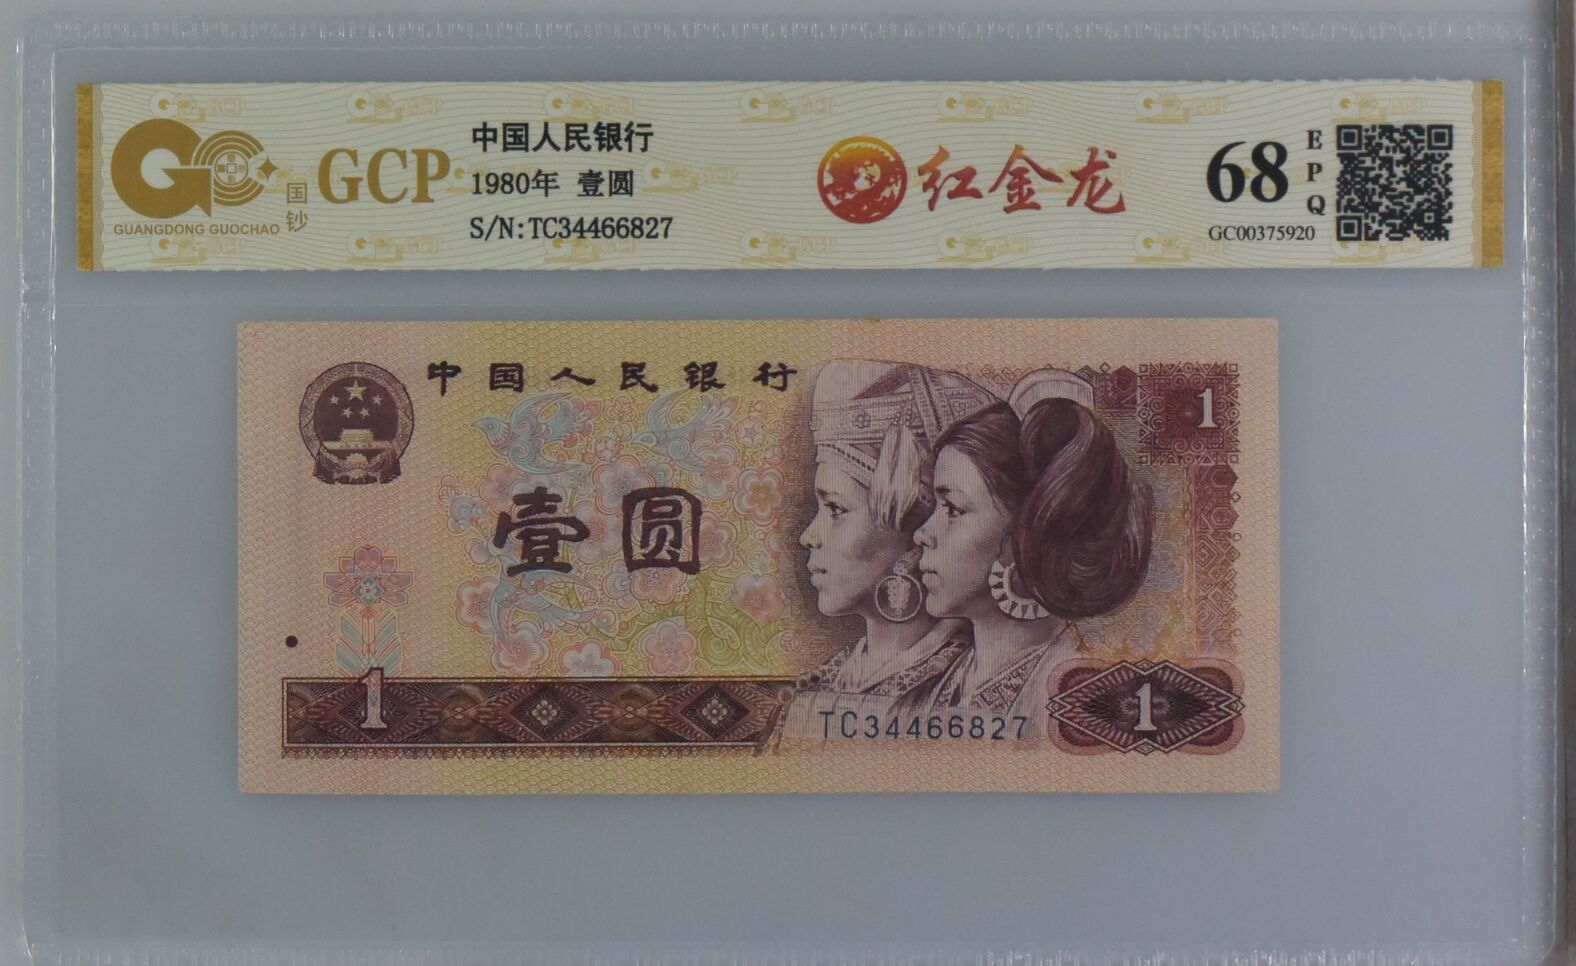 GCP
GUANGDONG GUOCHAO
国钞
中国人民银行
1980年 壹圆
S/N:TC34466827
红金龙
68
EPQ
GC00375920
中国人民银行
1
壹圆
1
TC34466827
1